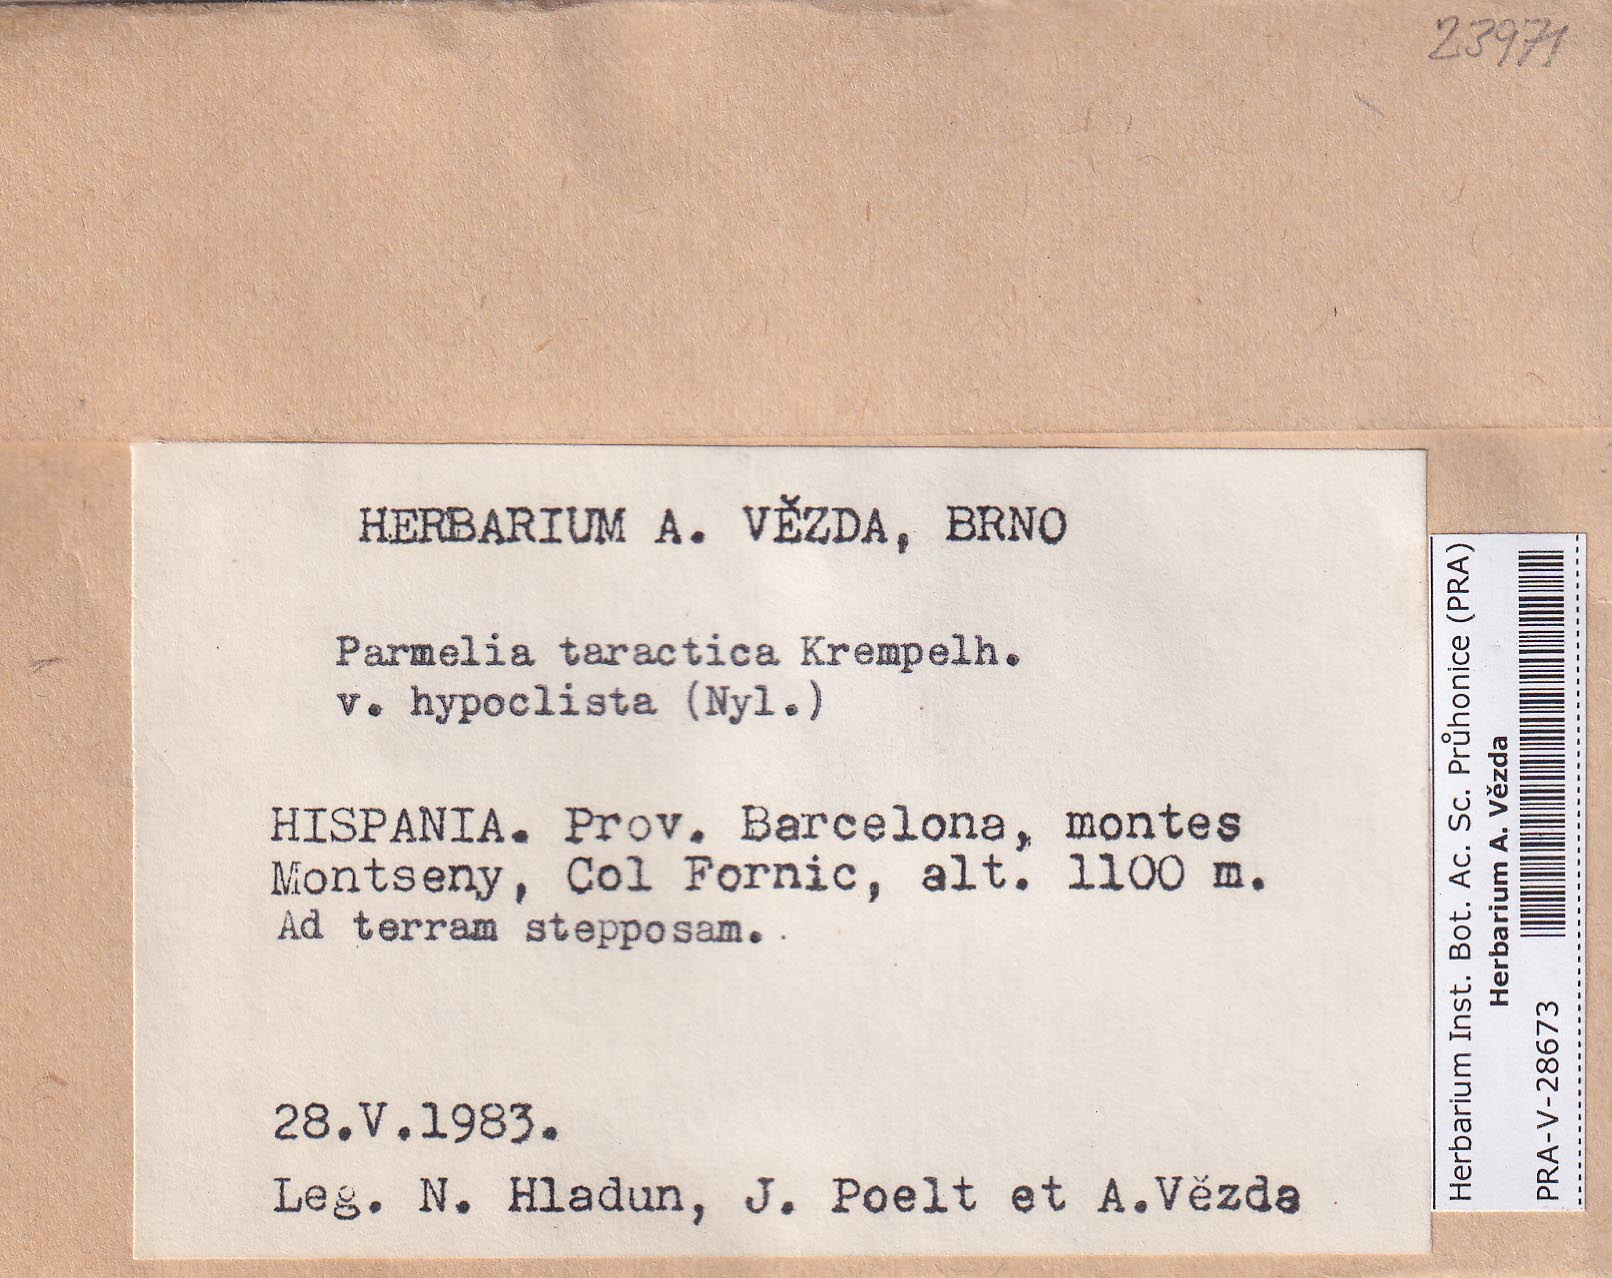 23971
HERBARIUM A. VĚZDA, BRNO
Parmelia taractica Krempelh.
v. hypoclista (Nyl.)
HISPANIA. Prov. Barcelona, montes
Montseny, Col Fornic, alt. 1100 m.
Ad terram stepposam.
28.V.1983.
Leg. N. Hladun, J. Poelt et A.Vězda
Herbarium Inst. Bot. Ac. Sc. Průhonice (PRA)
Herbarium A. Vězda
PRA-V-28673